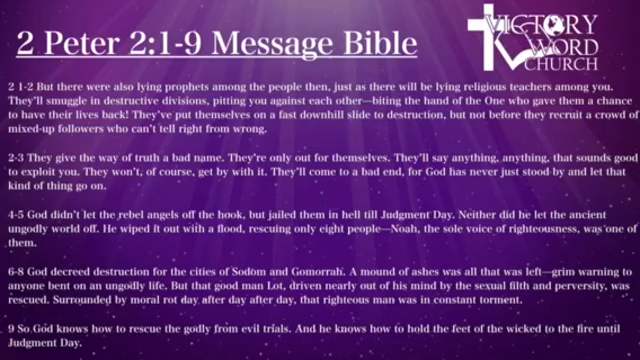 2 Peter 2:1-9 Message Bible
VICTORY
WORD
CHURCH
2 1-2 But there were also lying prophets among the people then, just as there will be lying religious teachers among you.
They'll smuggle in destructive divisions, pitting you against each other—biting the hand of the One who gave them a chance
to have their lives back! They've put themselves on a fast downhill slide to destruction, but not before they recruit a crowd of
mixed-up followers who can't tell right from wrong.
2-3 They give the way of truth a bad name. They're only out for themselves. They'll say anything, anything, that sounds good
to exploit you. They won't, of course, get by with it. They'll come to a bad end, for God has never just stood by and let that
kind of thing go on.
4-5 God didn't let the rebel angels off the hook, but jailed them in hell till Judgment Day. Neither did he let the ancient
ungodly world off. He wiped it out with a flood, rescuing only eight people—Noah, the sole voice of righteousness, was one of
them.
6-8 God decreed destruction for the cities of Sodom and Gomorrah. A mound of ashes was all that was left—grim warning to
anyone bent on an ungodly life. But that good man Lot, driven nearly out of his mind by the sexual filth and perversity, was
rescued. Surrounded by moral rot day after day after day, that righteous man was in constant torment.
9 So God knows how to rescue the godly from evil trials. And he knows how to hold the feet of the wicked to the fire until
Judgment Day.